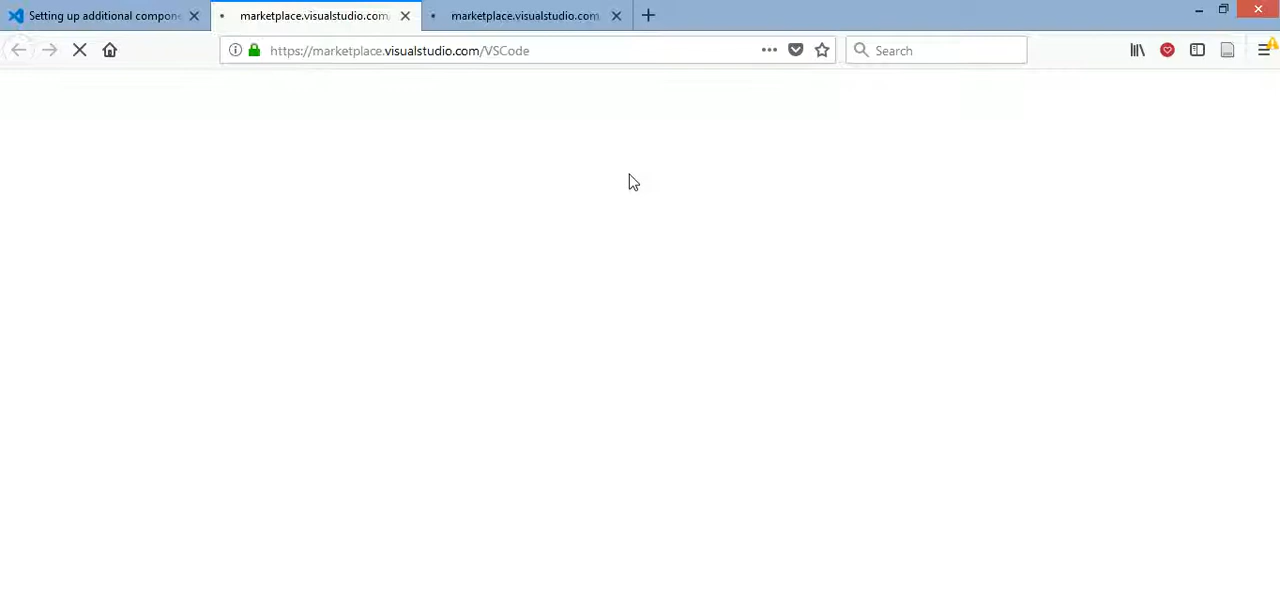 Setting up additional compone
marketplace.visualstudio.com/
marketplace.visualstudio.com/
https://marketplace.visualstudio.com/VSCode
Search